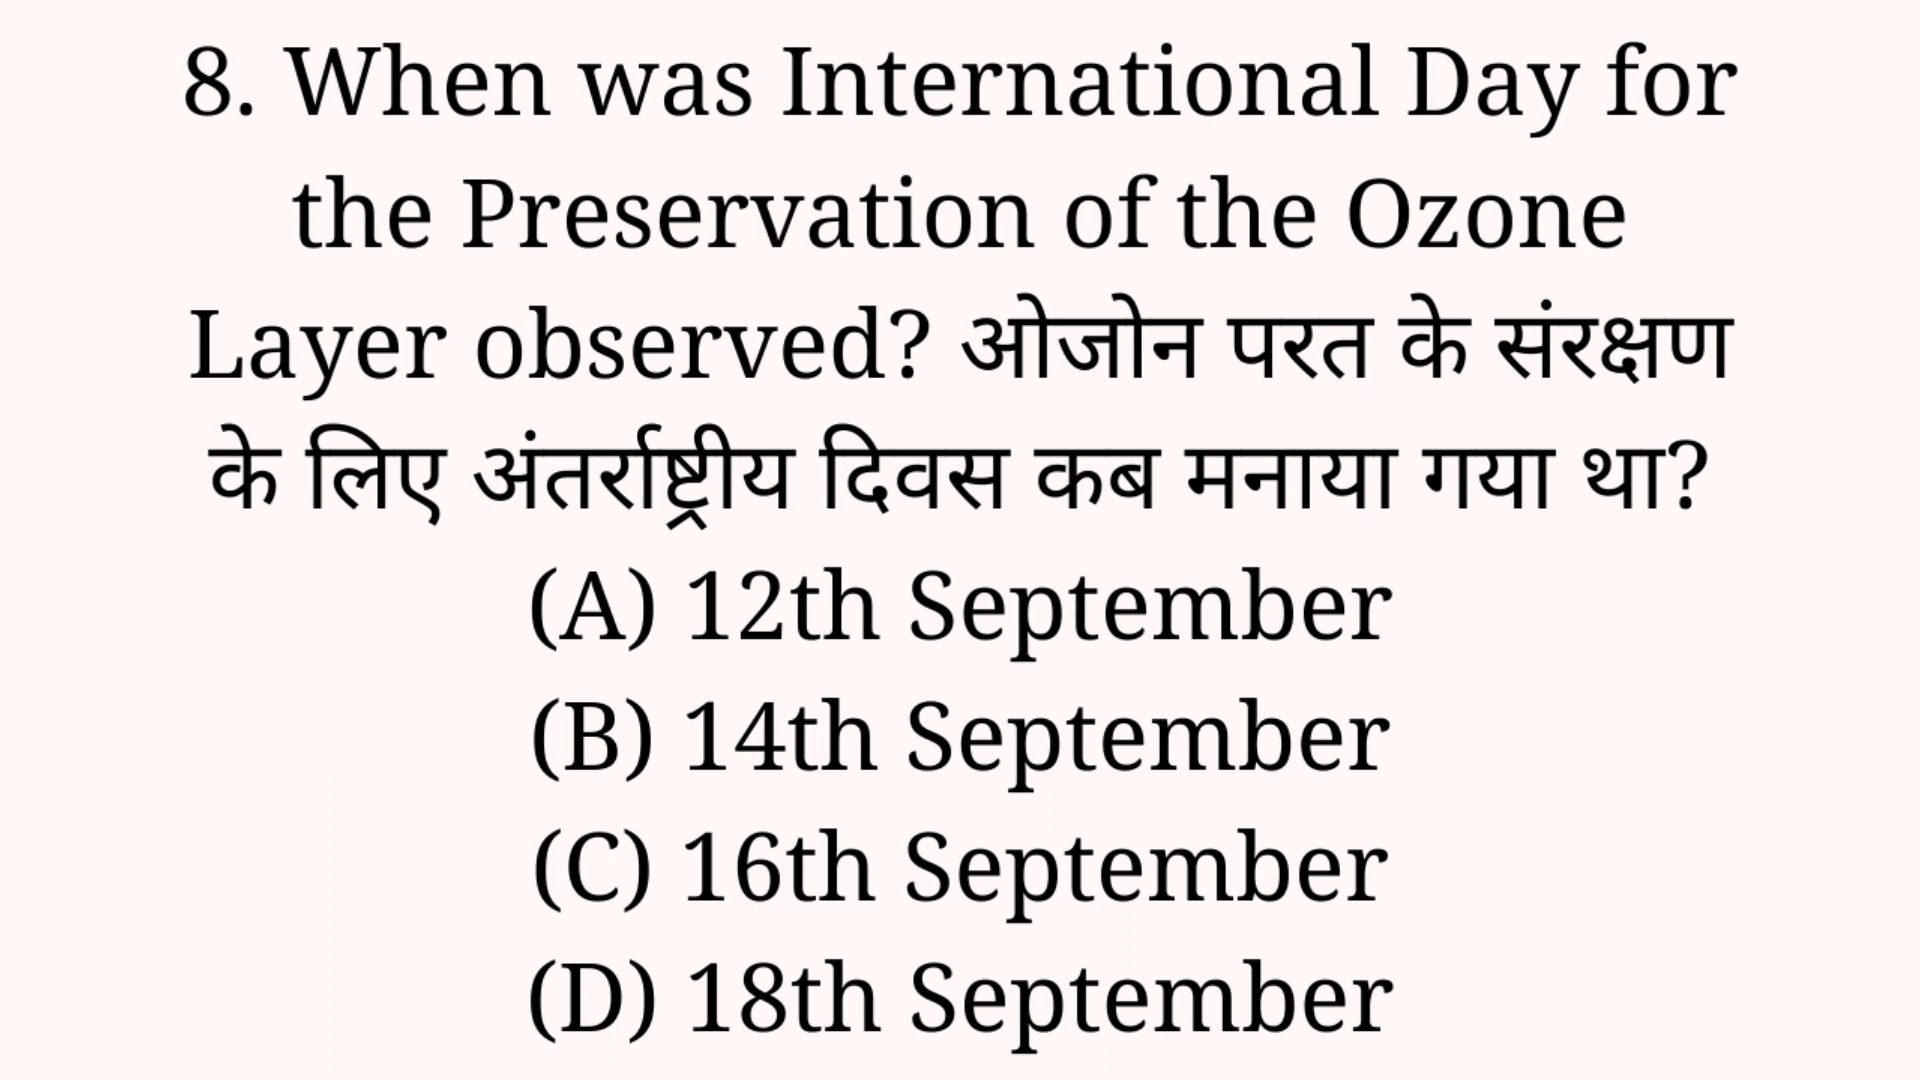 8. When was International Day for
the Preservation of the Ozone
Layer observed? ओजोन परत के संरक्षण
के लिए अंतर्राष्ट्रीय दिवस कब मनाया गया था?
(A) 12th September
(B) 14th September
(C) 16th September
(D) 18th September